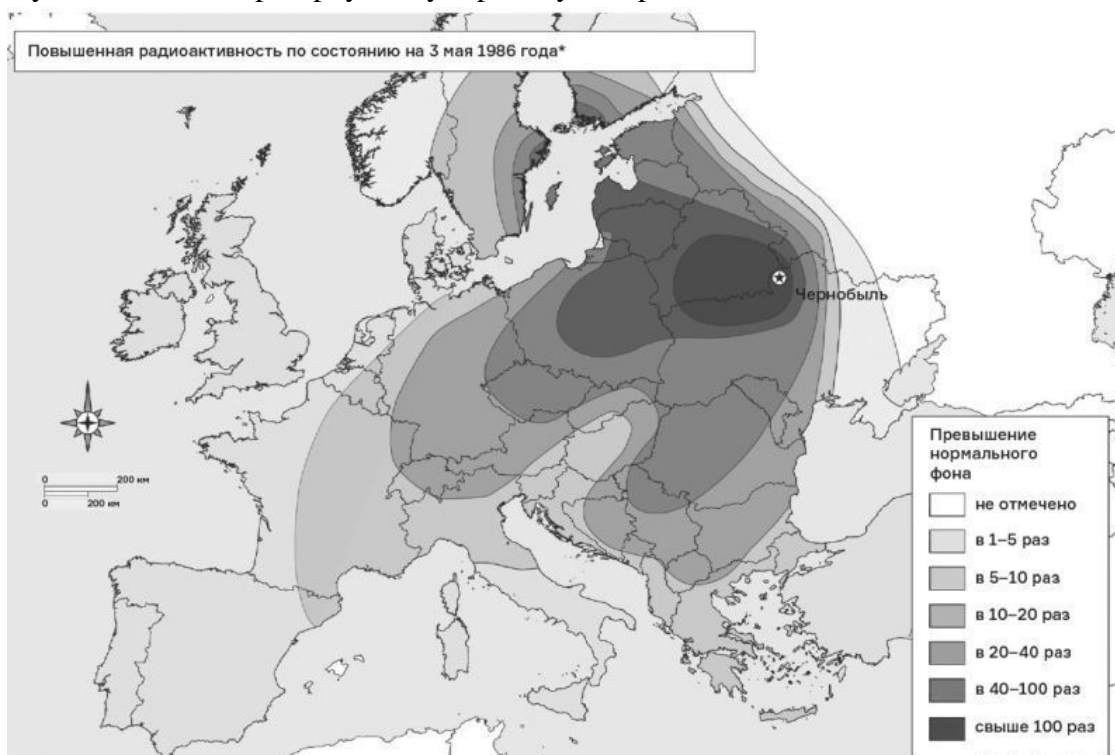 Повышенная радиоактивность по состоянию на 3 мая 1986 года*
Чернобыль
0 200 км
0 200 км
Превышение
нормального
фона
не отмечено
в 1–5 раз
в 5–10 раз
в 10–20 раз
в 20–40 раз
в 40–100 раз
свыше 100 раз